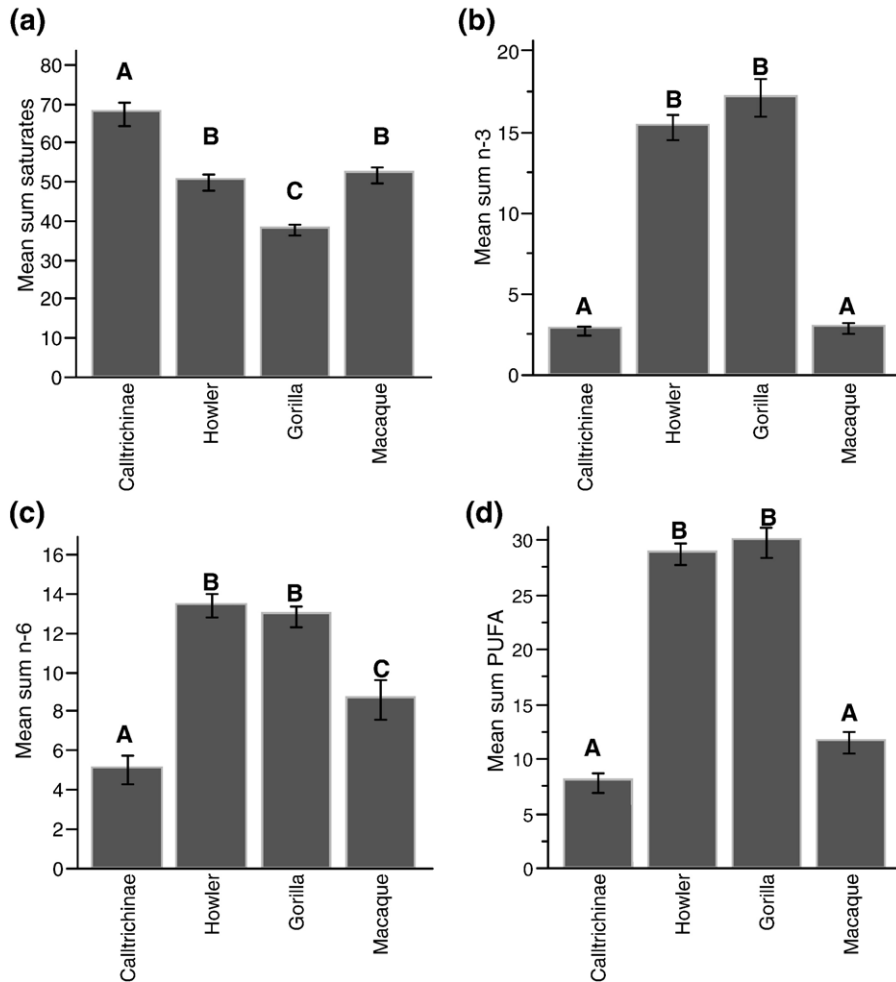 (a)
Mean sum saturates
80
70
60
50
40
30
20
10
0
A
B
C
B
Calltrichinae
Howler
Gorilla
Macaque
(b)
Mean sum n-3
20
15
10
5
0
A
B
B
A
Calltrichinae
Howler
Gorilla
Macaque
(c)
Mean sum n-6
16
14
12
10
8
6
4
2
0
A
B
B
C
Calltrichinae
Howler
Gorilla
Macaque
(d)
Mean sum PUFA
30
25
20
15
10
5
0
A
B
B
A
Calltrichinae
Howler
Gorilla
Macaque